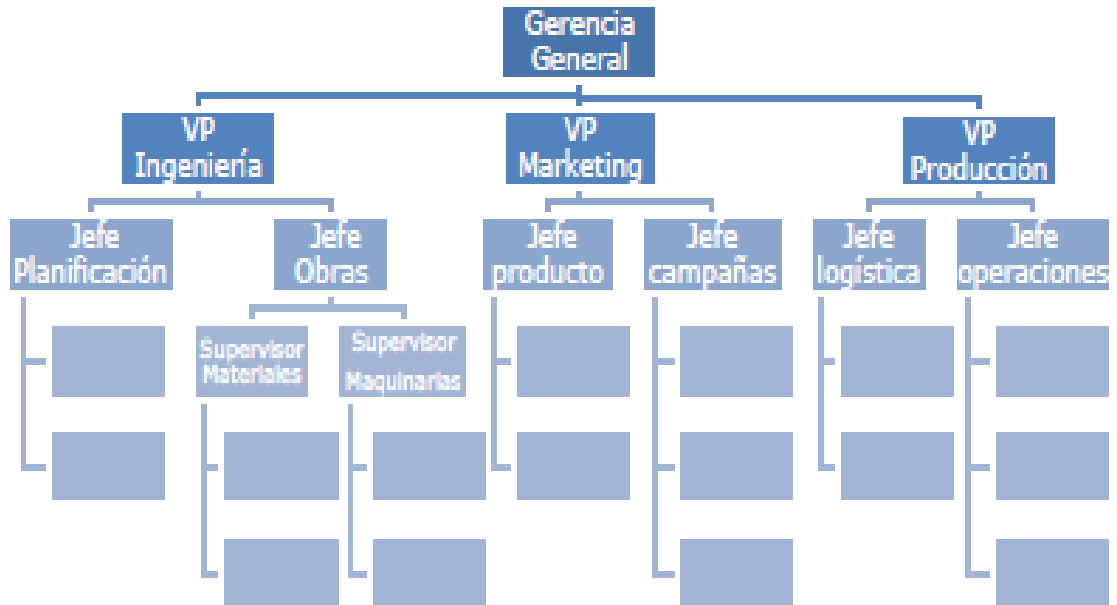 Gerencia
General
VP
Ingeniería
VP
Marketing
VP
Producción
Jefe
Planificación
Jefe
Obras
Jefe
producto
Jefe
campañas
Jefe
logística
Jefe
operaciones
Supervisor
Materiales
Supervisor
Maquinarias